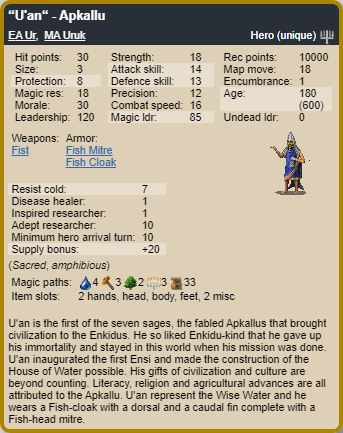 “U'an“ - Apkallu
EA Ur, MA Uruk Hero (unique)
Hit points: 30 Strength: 18 Rec points: 10000
Size: 3 Attack skill: 14 Map move: 18
Protection: 8 Defence skill: 13 Encumbrance: 1
Magic res: 18 Precision: 12 Age: 180
Morale: 30 Combat speed: 16 (600)
Leadership: 120 Magic ldr: 85 Undead ldr: 0
Weapons: Armor:
Fist Fish Mitre
Fish Cloak
Resist cold: 7
Disease healer: 1
Inspired researcher: 1
Adept researcher: 10
Minimum hero arrival turn: 10
Supply bonus: +20
(Sacred, amphibious)
Magic paths: 4 3 2 3 33
Item slots: 2 hands, head, body, feet, 2 misc
U'an is the first of the seven sages, the fabled Apkallus that brought
civilization to the Enkidus. He so liked Enkidu-kind that he gave up
his immortality and stayed in this world when his mission was done.
U'an inaugurated the first Ensi and made the construction of the
House of Water possible. His gifts of civilization and culture are
beyond counting. Literacy, religion and agricultural advances are all
attributed to the Apkallu. U'an represent the Wise Water and he
wears a Fish-cloak with a dorsal and a caudal fin complete with a
Fish-head mitre.